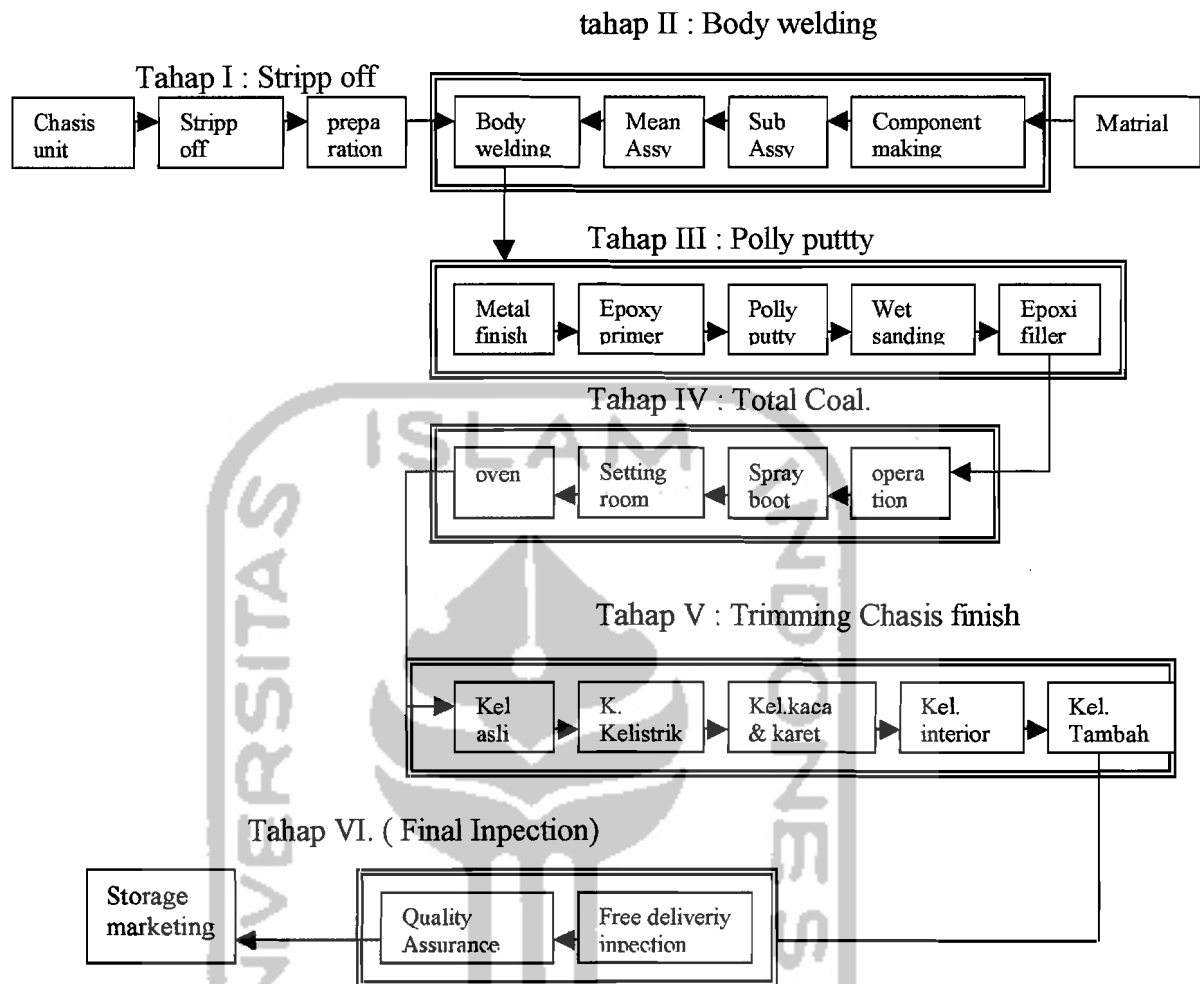 tahap II : Body welding
Tahap I : Stripp off
Chasis
unit
Stripp
off
prepa
ration
Body
welding
Mean
Assy
Sub
Assy
Component
making
Matrial
Tahap III : Polly puttty
Metal
finish
Epoxy
primer
Polly
putty
Wet
sanding
Epoxi
filler
Tahap IV : Total Coal.
oven
Setting
room
Spray
boot
opera
tion
Tahap V : Trimming Chasis finish
Kel
asli
K.
Kelistrik
Kel.kaca
& karet
Kel.
interior
Kel.
Tambah
Tahap VI. ( Final Inpection)
Storage
marketing
Quality
Assurance
Free deliveriy
inpection
UNIVERSITAS
ISLAM
INDONESIA